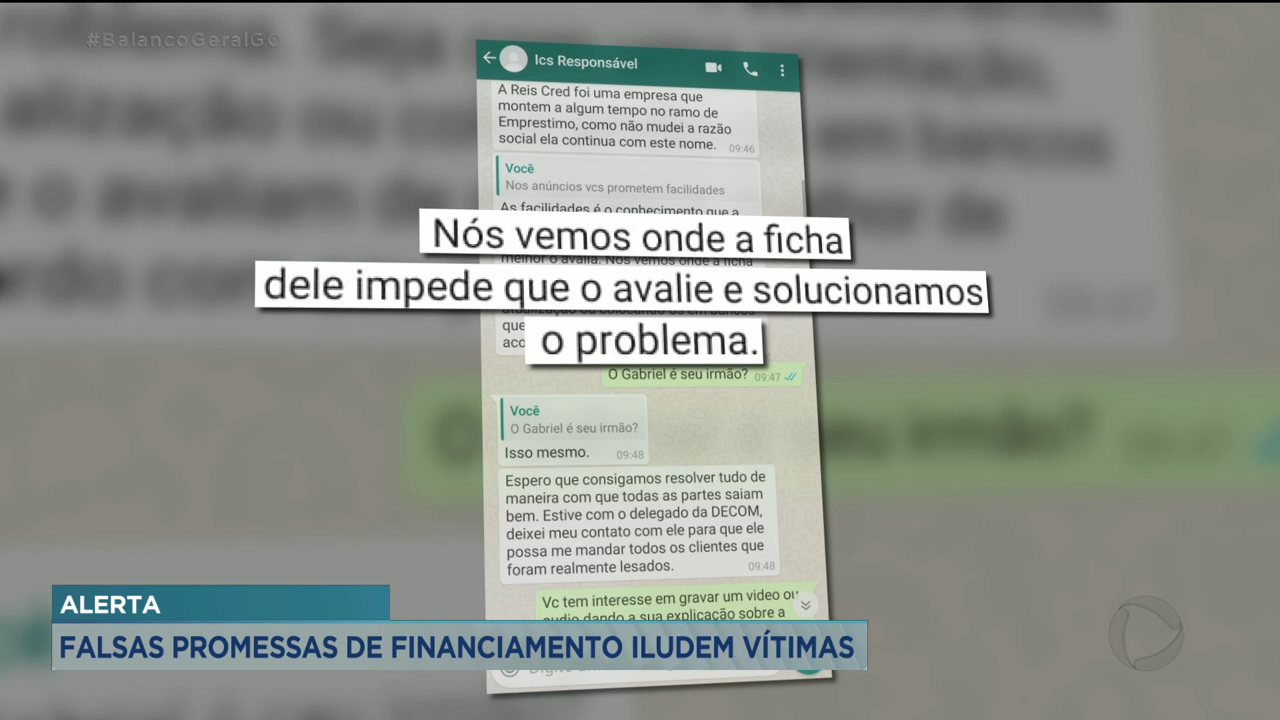 #BalancoGeralGO
Ics Responsável
A Reis Cred foi uma empresa que
montem a algum tempo no ramo de
Emprestimo, como não mudei a razão
social ela continua com este nome.
09:46
Você
Nos anúncios vcs prometem facilidades
As facilidades é o conhecimento que a
Nós vemos onde a ficha
dele impede que o avalie e solucionamos
o problema.
que
O Gabriel é seu irmão? 09:47
Você
O Gabriel é seu irmão?
Isso mesmo. 09:48
Espero que consigamos resolver tudo de
maneira com que todas as partes saiam
bem. Estive com o delegado da DECOM,
deixei meu contato com ele para que ele
possa me mandar todos os clientes que
foram realmente lesados.
09:48
Vc tem interesse em gravar um video ou
audio dando a sua explicação sobre a
ALERTA
FALSAS PROMESSAS DE FINANCIAMENTO ILUDEM VÍTIMAS